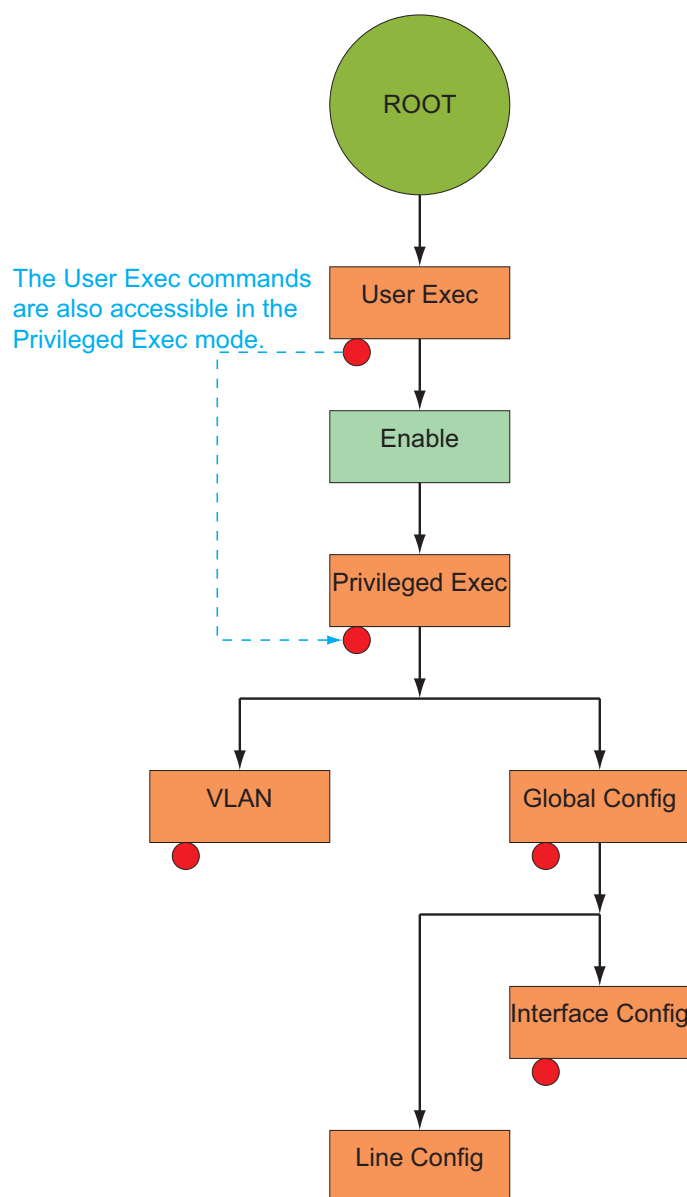 ROOT
The User Exec commands
are also accessible in the
Privileged Exec mode.
User Exec
Enable
Privileged Exec
VLAN
Global Config
Interface Config
Line Config